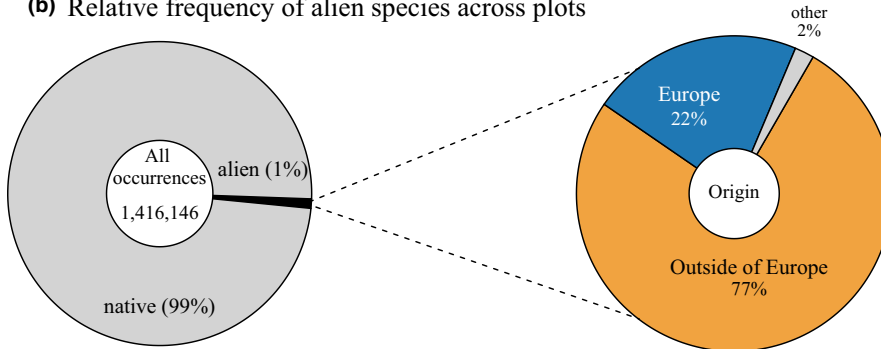 (b) Relative frequency of alien species across plots
other
2%
Europe
22%
All
occurrences
1,416,146
alien (1%)
Origin
Outside of Europe
77%
native (99%)